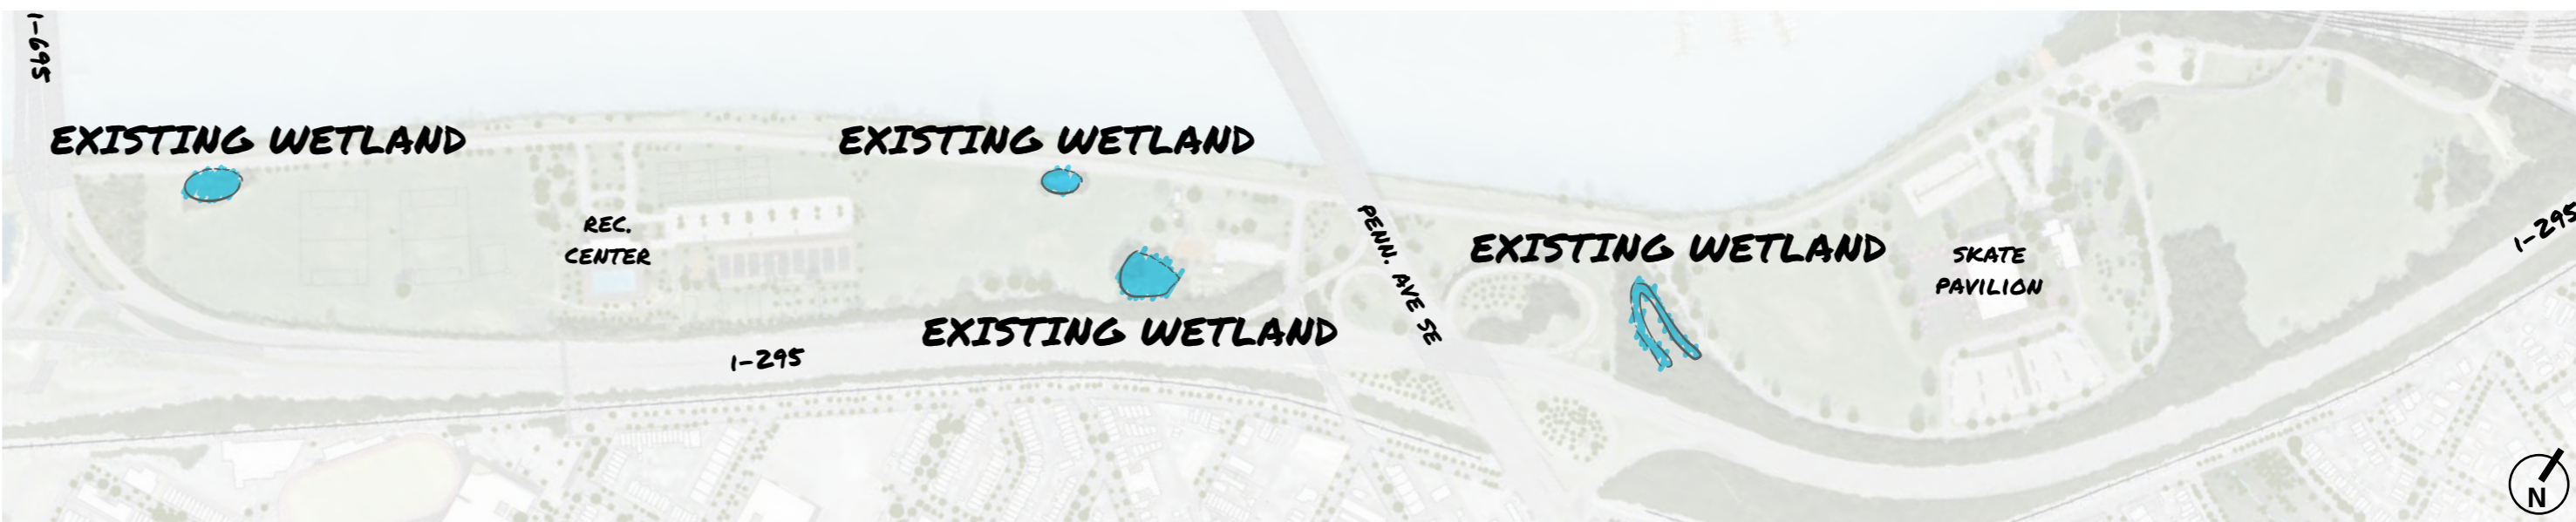 I-695
EXISTING WETLAND
EXISTING WETLAND
REC.
CENTER
PENN. AVE SE
EXISTING WETLAND
SKATE
PAVILION
I-295
EXISTING WETLAND
I-295
N